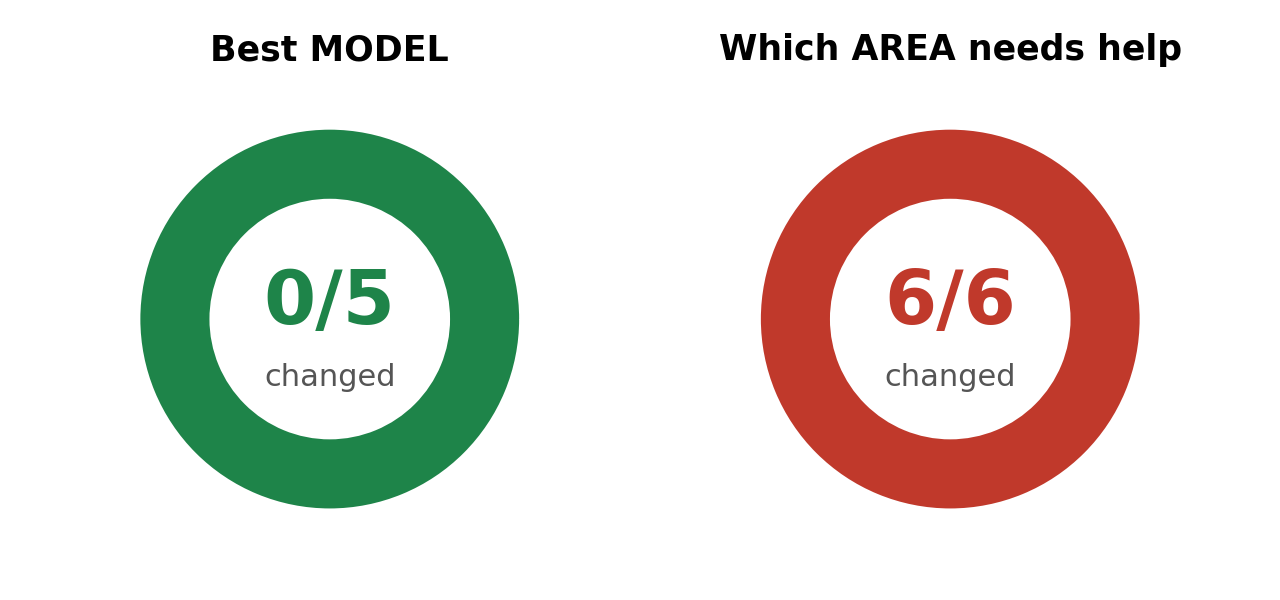 Best MODEL
0/5
changed
Which AREA needs help
6/6
changed